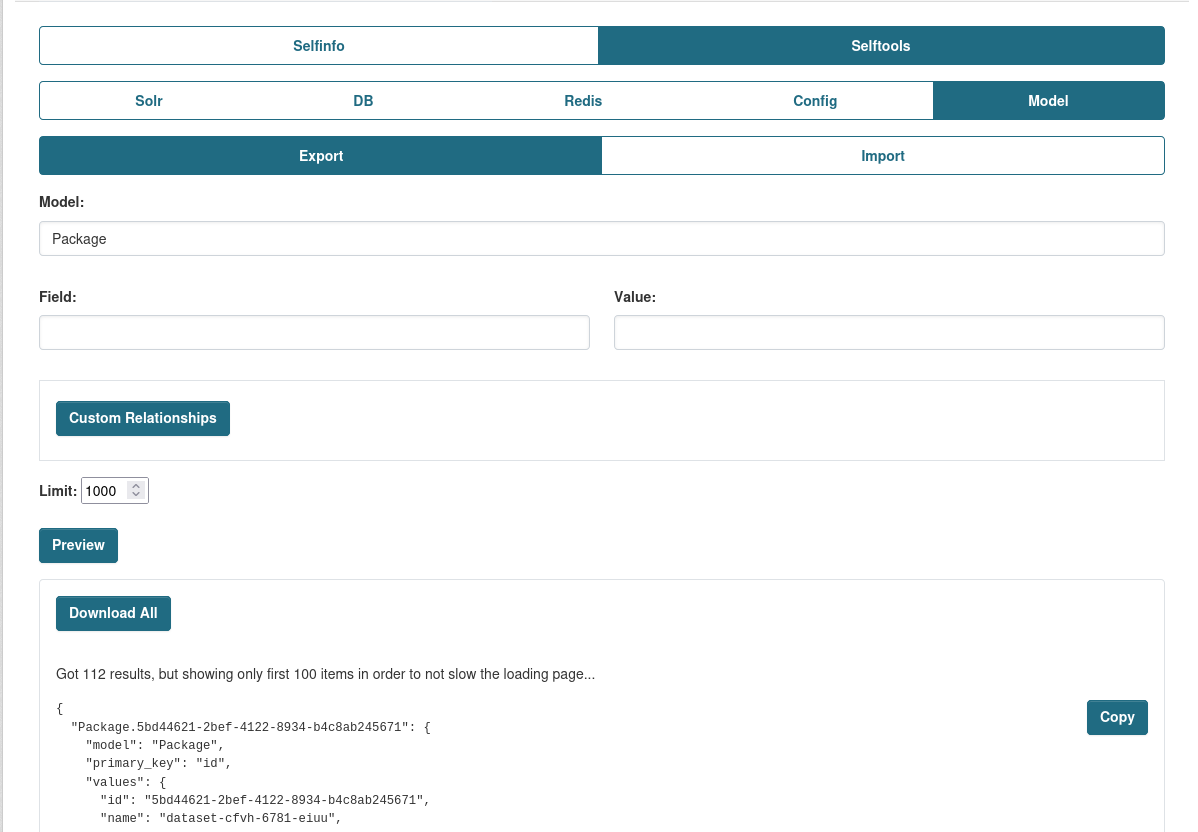 Selfinfo Selftools
Solr DB Redis Config Model
Export Import
Model:
Package
Field: Value:
Custom Relationships
Limit: 1000
Preview
Download All
Got 112 results, but showing only first 100 items in order to not slow the loading page...
Copy
{
  "Package.5bd44621-2bef-4122-8934-b4c8ab245671": {
    "model": "Package",
    "primary_key": "id",
    "values": {
      "id": "5bd44621-2bef-4122-8934-b4c8ab245671",
      "name": "dataset-cfvh-6781-eiuu",